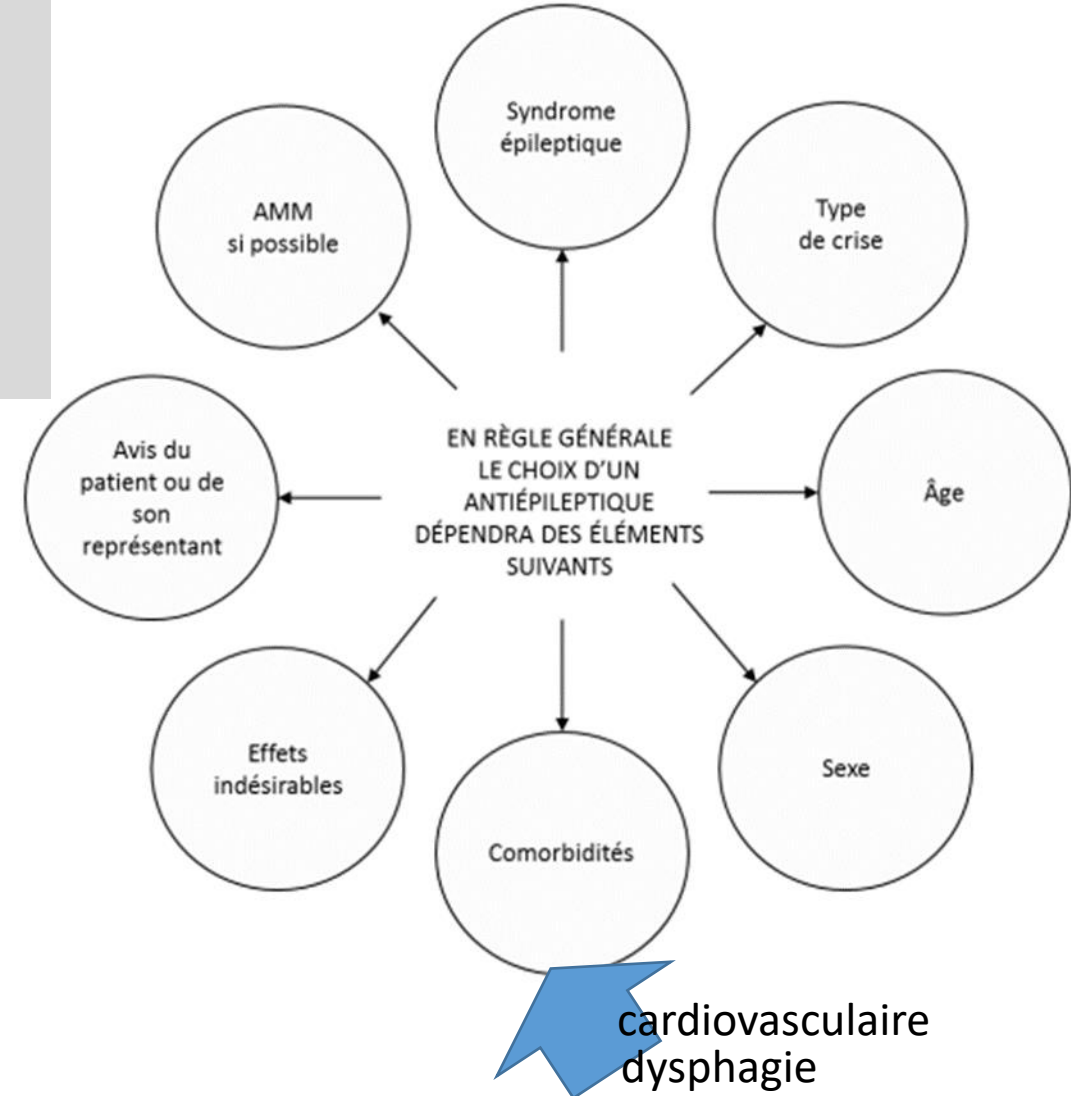 Syndrome
épileptique
Type
de crise
AMM
si possible
EN RÈGLE GÉNÉRALE
LE CHOIX D'UN
ANTIÉPILEPTIQUE
DÉPENDRA DES ÉLÉMENTS
SUIVANTS
Avis du
patient ou de
son
représentant
Âge
Effets
indésirables
Sexe
Comorbidités
cardiovasculaire
dysphagie